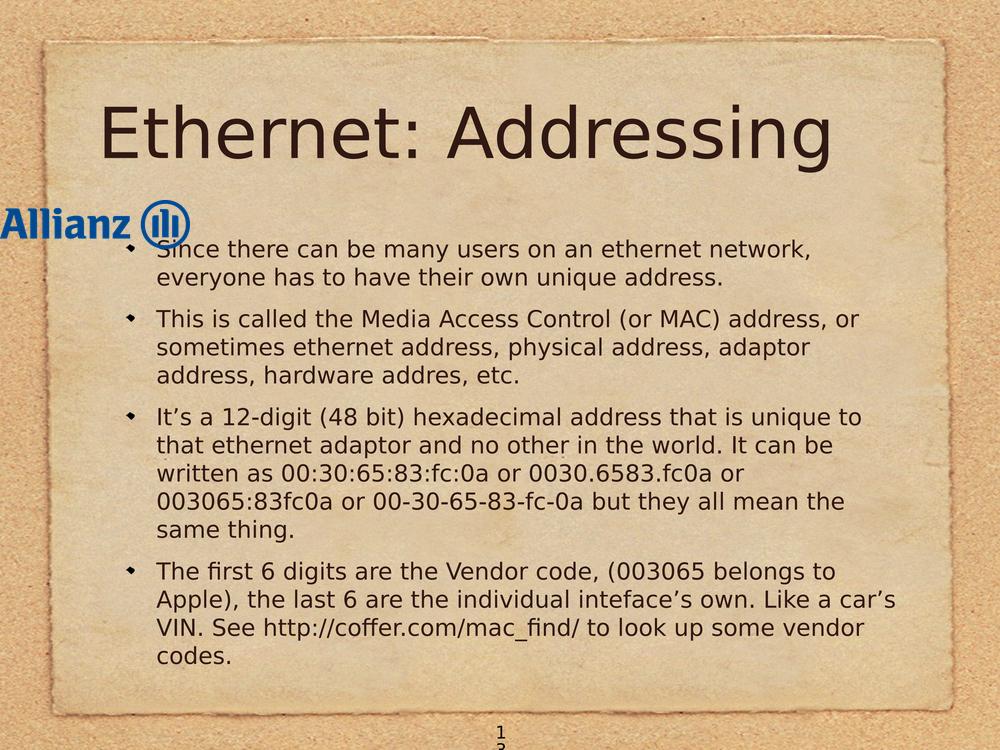 Ethernet: Addressing
Allianz
Since there can be many users on an ethernet network,
everyone has to have their own unique address.
This is called the Media Access Control (or MAC) address, or
sometimes ethernet address, physical address, adaptor
address, hardware addres, etc.
It’s a 12-digit (48 bit) hexadecimal address that is unique to
that ethernet adaptor and no other in the world. It can be
written as 00:30:65:83:fc:0a or 0030.6583.fc0a or
003065:83fc0a or 00-30-65-83-fc-0a but they all mean the
same thing.
The first 6 digits are the Vendor code, (003065 belongs to
Apple), the last 6 are the individual inteface’s own. Like a car’s
VIN. See http://coffer.com/mac_find/ to look up some vendor
codes.
1